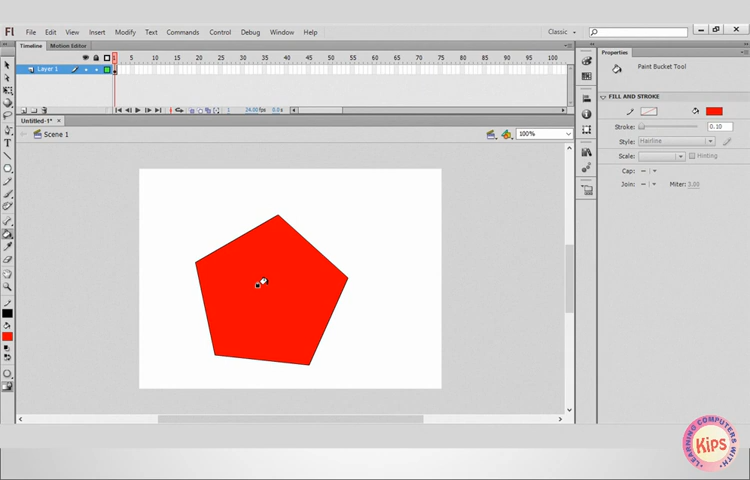 Fl File Edit View Insert Modify Text Commands Control Debug Window Help Classic
Timeline Motion Editor
1 5 10 15 20 25 30 35 40 45 50 55 60 65 70 75 80 85 90 95 100
Layer 1
1 24.00 fps 0.0 s
Untitled-1* ×
Scene 1 100%
Properties
Paint Bucket Tool
FILL AND STROKE
Stroke: 0.10
Style: Hairline
Scale: Hinting
Cap:
Join: Miter: 3.00
LEARNING COMPUTERS WITH
Kips